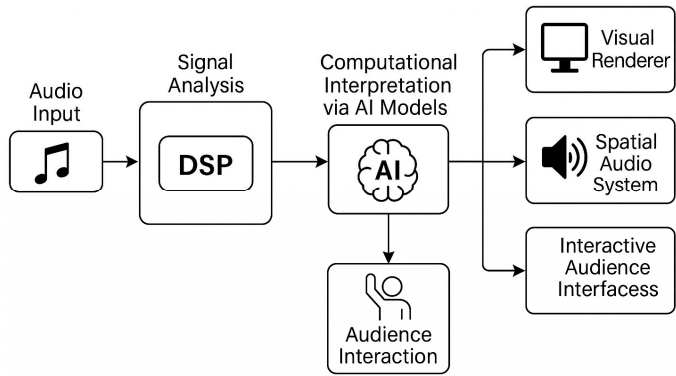 Audio
Input
Signal
Analysis
DSP
Computational
Interpretation
via AI Models
AI
Audience
Interaction
Visual
Renderer
Spatial
Audio
System
Interactive
Audience
Interfacess